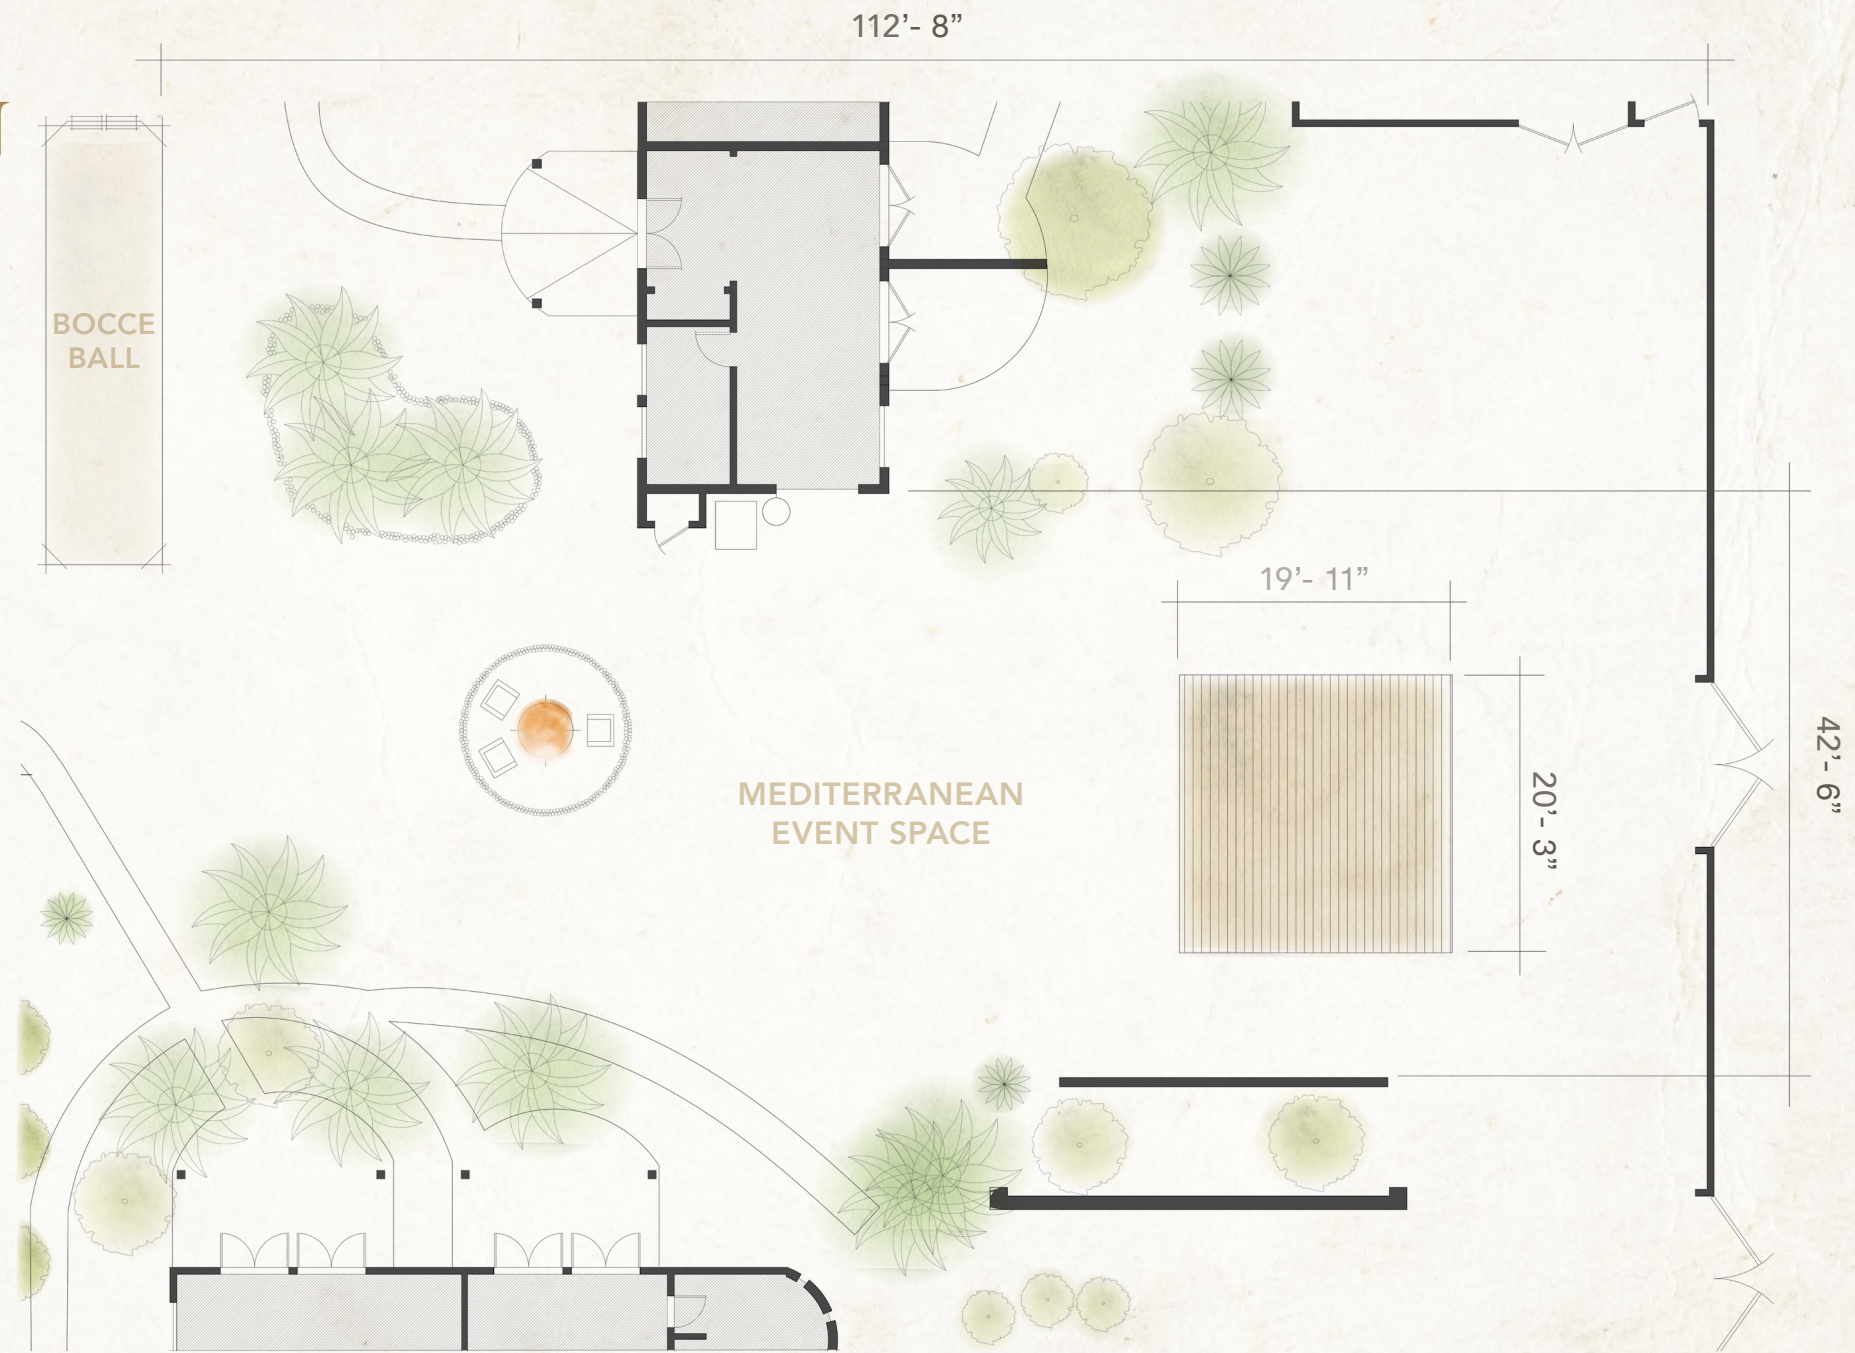 112’- 8”
BOCCE
BALL
19’- 11”
42’- 6”
20’- 3”
MEDITERRANEAN
EVENT SPACE